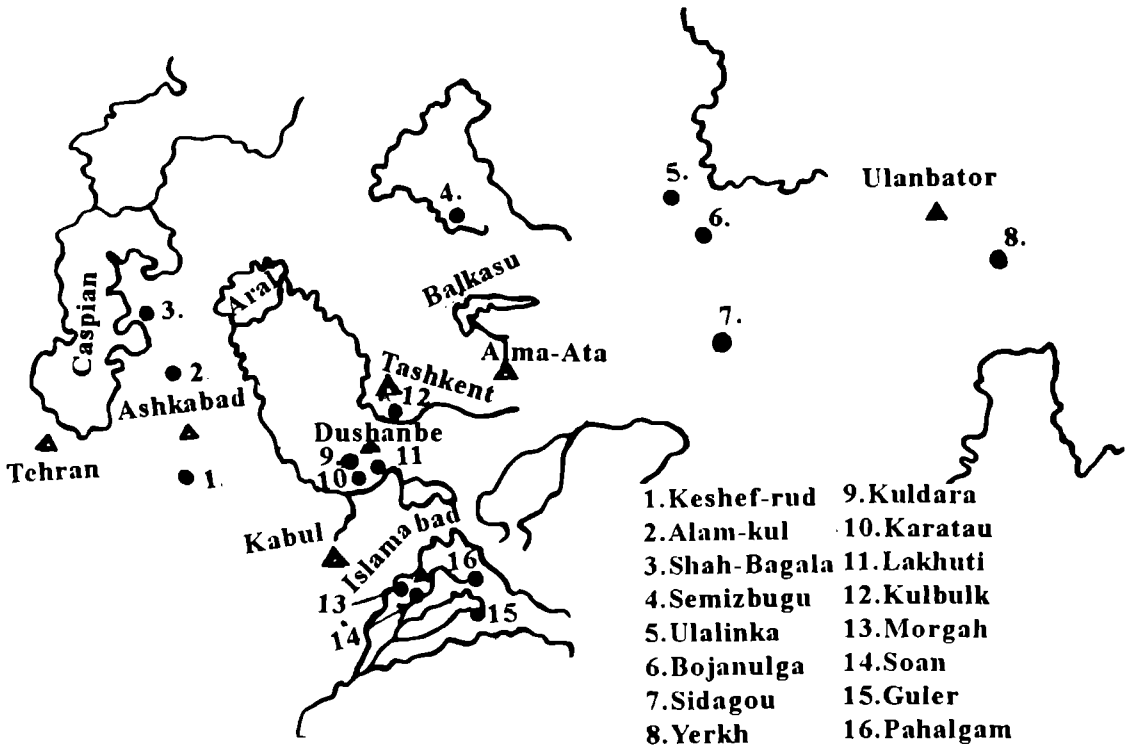 5.
Ulanbator
4.
6.
8.
Caspian
Aral
Balkasu
3.
7.
Alma-Ata
Tashkent
2
Ashkabad
12
Dushanbe
Tehran
9.
11
10
1.
Kabul
Islamabad
16
13
14
15
1.Keshef-rud
2.Alam-kul
3.Shah-Bagala
4.Semizbugu
5.Ulalinka
6.Bojanulga
7.Sidagou
8.Yerkh
9.Kuldara
10.Karatau
11.Lakhuti
12.Kulbulk
13.Morgah
14.Soan
15.Guler
16.Pahalgam